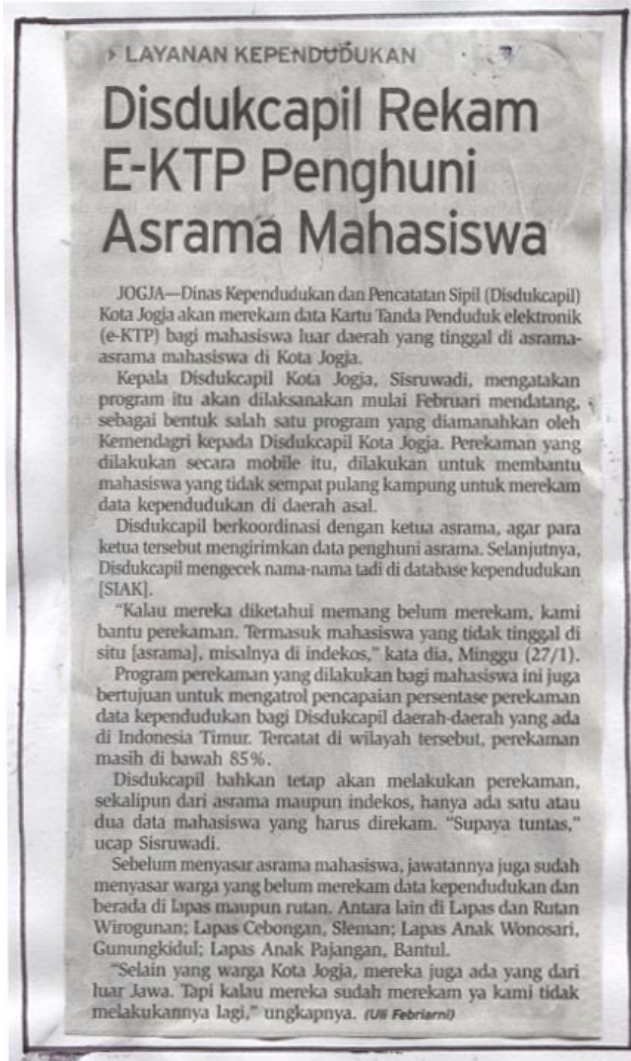 › LAYANAN KEPENDUDUKAN
Disdukcapil Rekam
E-KTP Penghuni
Asrama Mahasiswa
JOGJA—Dinas Kependudukan dan Pencatatan Sipil (Disdukcapil)
Kota Jogja akan merekam data Kartu Tanda Penduduk elektronik
(e-KTP) bagi mahasiswa luar daerah yang tinggal di asrama-
asrama mahasiswa di Kota Jogja.
Kepala Disdukcapil Kota Jogja, Sisruwadi, mengatakan
program itu akan dilaksanakan mulai Februari mendatang,
sebagai bentuk salah satu program yang diamanahkan oleh
Kemendagri kepada Disdukcapil Kota Jogja. Perekaman yang
dilakukan secara mobile itu, dilakukan untuk membantu
mahasiswa yang tidak sempat pulang kampung untuk merekam
data kependudukan di daerah asal.
Disdukcapil berkoordinasi dengan ketua asrama, agar para
ketua tersebut mengirimkan data penghuni asrama. Selanjutnya,
Disdukcapil mengecek nama-nama tadi di database kependudukan
[SIAK].
“Kalau mereka diketahui memang belum merekam, kami
bantu perekaman. Termasuk mahasiswa yang tidak tinggal di
situ [asrama], misalnya di indekos,” kata dia, Minggu (27/1).
Program perekaman yang dilakukan bagi mahasiswa ini juga
bertujuan untuk mengatrol pencapaian persentase perekaman
data kependudukan bagi Disdukcapil daerah-daerah yang ada
di Indonesia Timur. Tercatat di wilayah tersebut, perekaman
masih di bawah 85%.
Disdukcapil bahkan tetap akan melakukan perekaman,
sekalipun dari asrama maupun indekos, hanya ada satu atau
dua data mahasiswa yang harus direkam. “Supaya tuntas,”
ucap Sisruwadi.
Sebelum menyasar asrama mahasiswa, jawatannya juga sudah
menyasar warga yang belum merekam data kependudukan dan
berada di lapas maupun rutan. Antara lain di Lapas dan Rutan
Wirogunan; Lapas Cebongan, Sleman; Lapas Anak Wonosari,
Gunungkidul; Lapas Anak Pajangan, Bantul.
“Selain yang warga Kota Jogja, mereka juga ada yang dari
luar Jawa. Tapi kalau mereka sudah merekam ya kami tidak
melakukannya lagi,” ungkapnya. (Uli Febriarni)